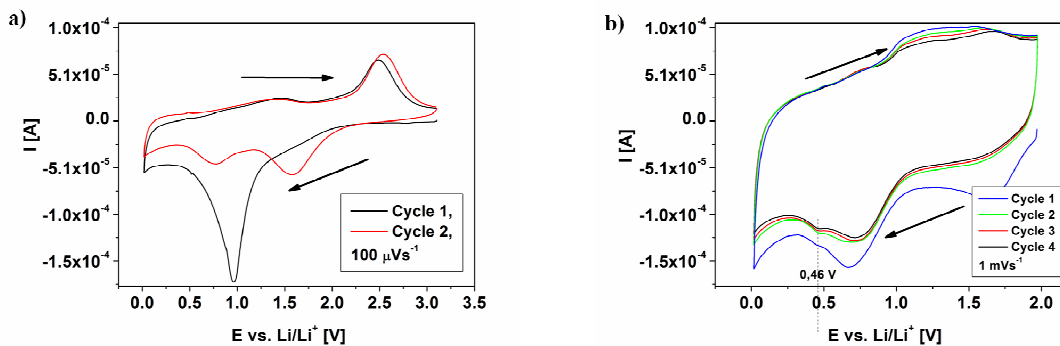 a)
1.0x10⁻⁴
5.1x10⁻⁵
0.0
-5.1x10⁻⁵
-1.0x10⁻⁴
-1.5x10⁻⁴
I [A]
Cycle 1,
Cycle 2,
100 μVs⁻¹
0.0 0.5 1.0 1.5 2.0 2.5 3.0 3.5
E vs. Li/Li⁺ [V]
b)
1.0x10⁻⁴
5.1x10⁻⁵
0.0
-5.1x10⁻⁵
-1.0x10⁻⁴
-1.5x10⁻⁴
I [A]
Cycle 1
Cycle 2
Cycle 3
Cycle 4
1 mVs⁻¹
0,46 V
0.0 0.5 1.0 1.5 2.0
E vs. Li/Li⁺ [V]